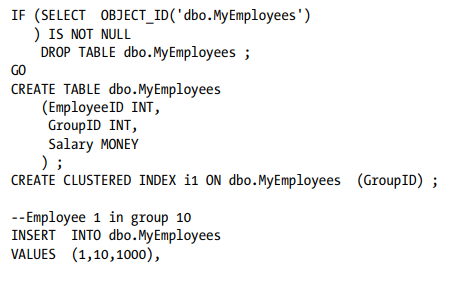 IF (SELECT  OBJECT_ID('dbo.MyEmployees')
   ) IS NOT NULL
    DROP TABLE dbo.MyEmployees ;
GO
CREATE TABLE dbo.MyEmployees
    (EmployeeID INT,
     GroupID INT,
     Salary MONEY
    ) ;
CREATE CLUSTERED INDEX i1 ON dbo.MyEmployees  (GroupID) ;

--Employee 1 in group 10
INSERT  INTO dbo.MyEmployees
VALUES  (1,10,1000),